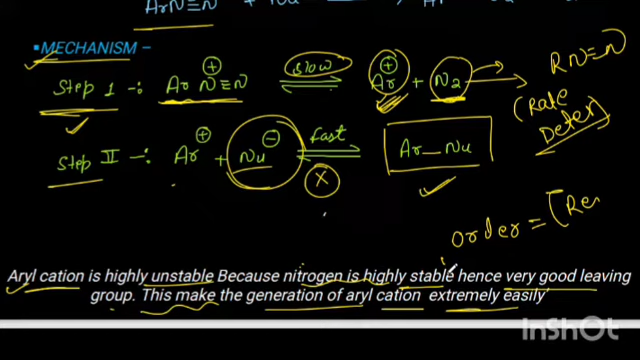 ArN≡N +
▪MECHANISM –
Step 1 -: Ar N⊕≡N slow ⇌ Ar⊕ + N2 → RN≡N
(Rate
Deter)
Step II -: Ar⊕ + Nu⊖ fast ⇌ Ar—Nu
X
order = (Re
Aryl cation is highly unstable Because nitrogen is highly stable hence very good leaving
group. This make the generation of aryl cation extremely easily
InShOt